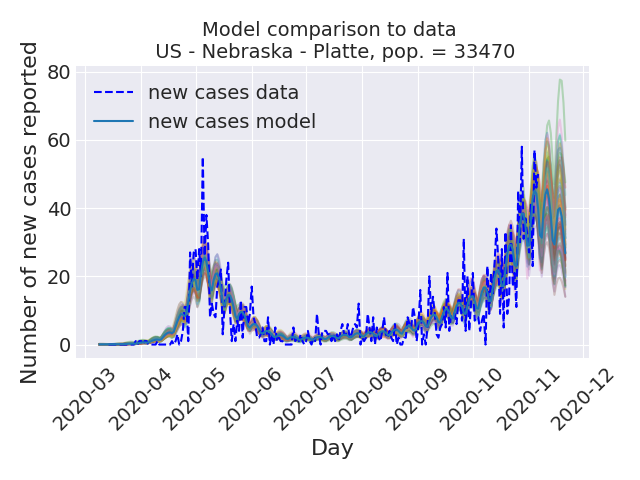 Model comparison to data
US - Nebraska - Platte, pop. = 33470
Number of new cases reported
80
60
40
20
0
new cases data
new cases model
2020-03
2020-04
2020-05
2020-06
2020-07
2020-08
2020-09
2020-10
2020-11
2020-12
Day